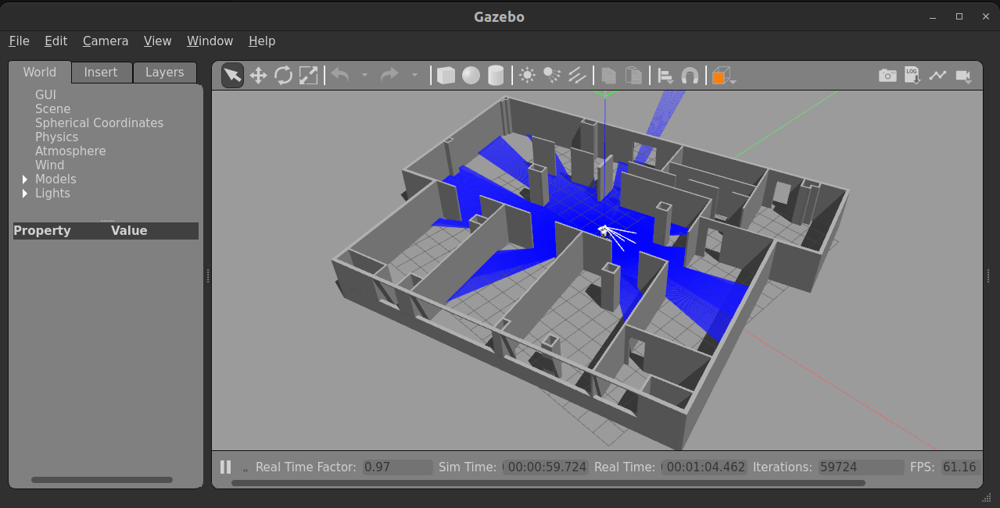 Gazebo
File Edit Camera View Window Help
World Insert Layers
LOG
GUI
Scene
Spherical Coordinates
Physics
Atmosphere
Wind
Models
Lights
Property Value
» Real Time Factor: 0.97 Sim Time: 00:00:59.724 Real Time: 00:01:04.462 Iterations: 59724 FPS: 61.16